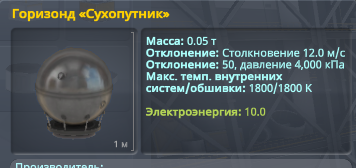 Горизонд «Сухопутник»
Масса: 0.05 т
Отклонение: Столкновение 12.0 м/с
Отклонение: 50, давление 4,000 кПа
Макс. темп. внутренних
систем/обшивки: 1800/1800 К
Электроэнергия: 10.0
1 м
Производитель: